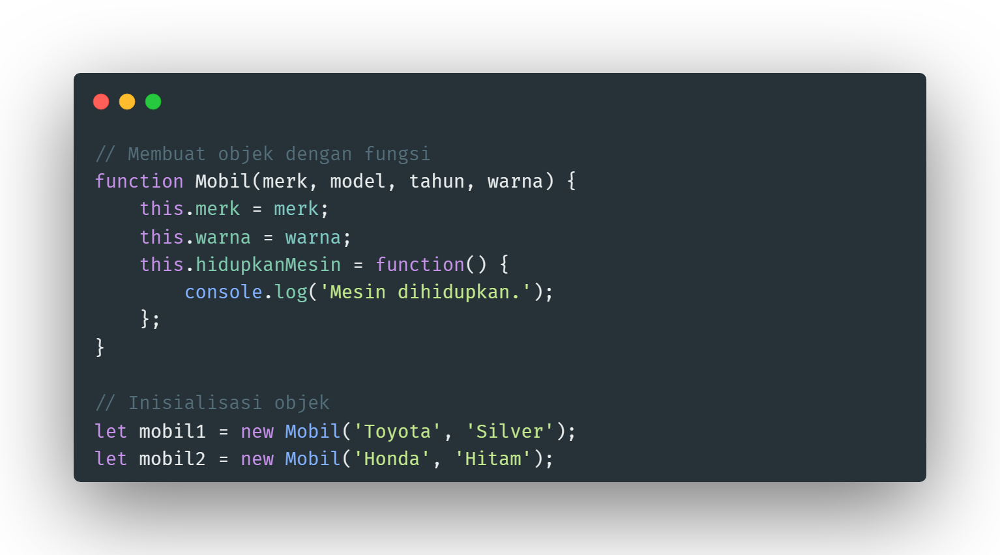 // Membuat objek dengan fungsi
function Mobil(merk, model, tahun, warna) {
    this.merk = merk;
    this.warna = warna;
    this.hidupkanMesin = function() {
        console.log('Mesin dihidupkan.');
    };
}

// Inisialisasi objek
let mobil1 = new Mobil('Toyota', 'Silver');
let mobil2 = new Mobil('Honda', 'Hitam');